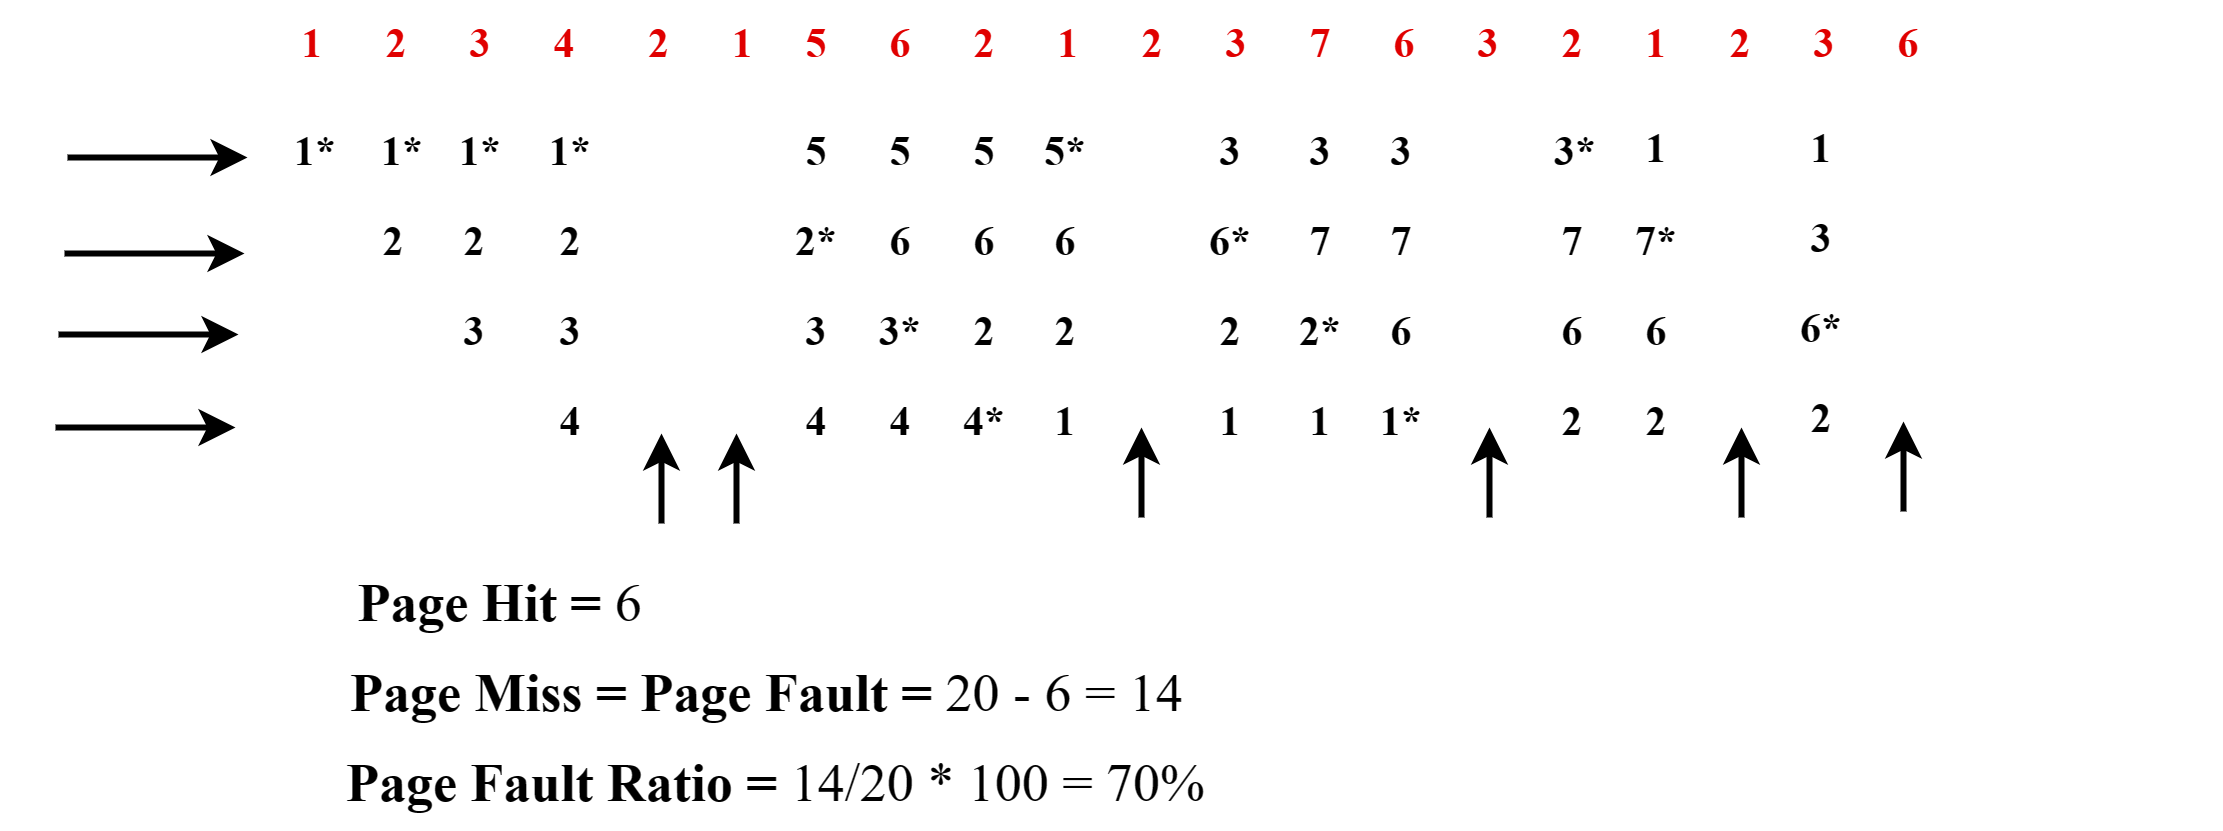 1 2 3 4 2 1 5 6 2 1 2 3 7 6 3 2 1 2 3 6
1* 1* 1* 1* 5 5 5 5* 3 3 3 3* 1 1
2 2 2 2* 6 6 6 6* 7 7 7 7* 3
3 3 3 3* 2 2 2 2* 6 6 6 6*
4 4 4 4* 1 1 1 1* 2 2 2
Page Hit = 6
Page Miss = Page Fault = 20 - 6 = 14
Page Fault Ratio = 14/20 * 100 = 70%